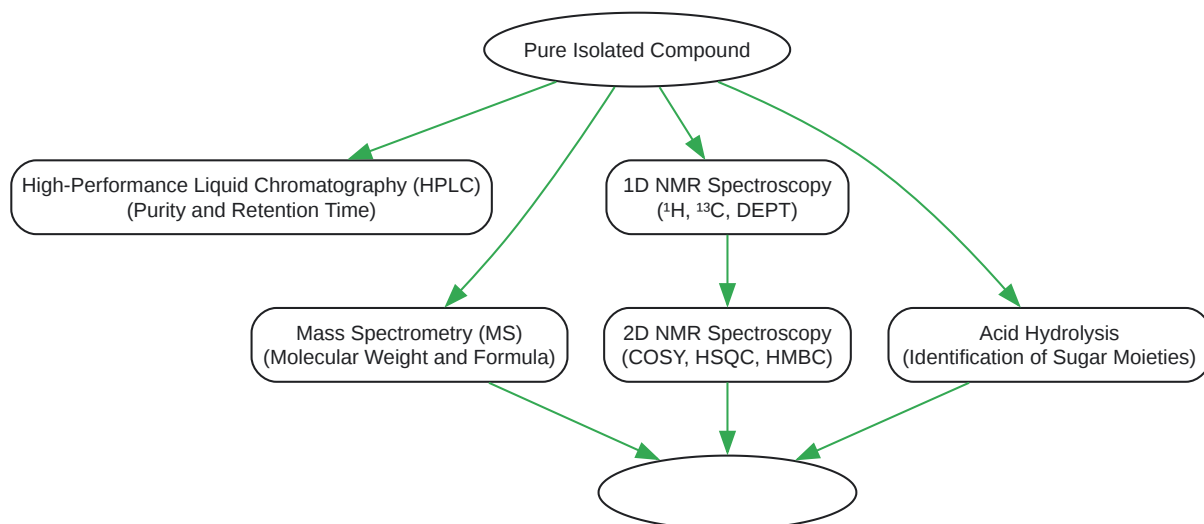 Pure Isolated Compound
High-Performance Liquid Chromatography (HPLC)
(Purity and Retention Time)
1D NMR Spectroscopy
(¹H, ¹³C, DEPT)
Mass Spectrometry (MS)
(Molecular Weight and Formula)
2D NMR Spectroscopy
(COSY, HSQC, HMBC)
Acid Hydrolysis
(Identification of Sugar Moieties)